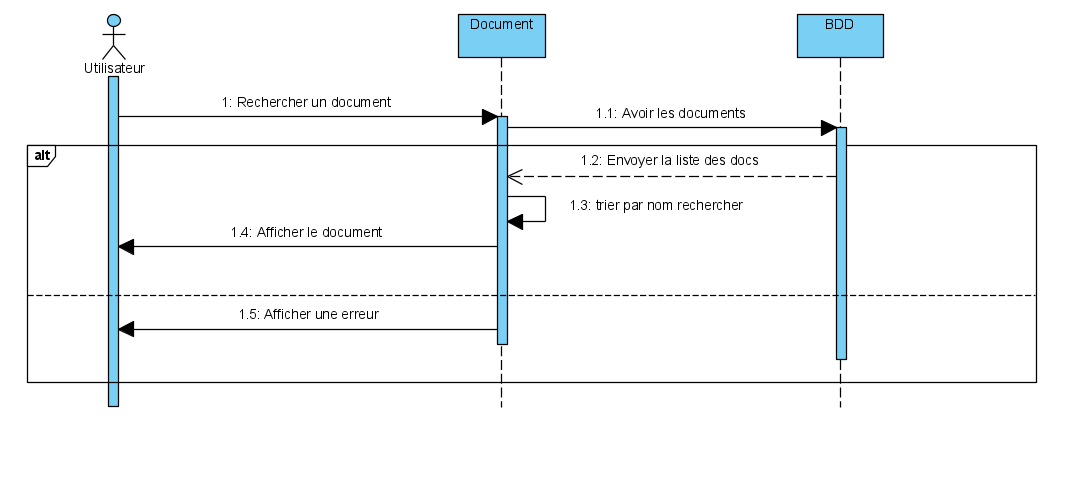 Document
BDD
Utilisateur
1: Rechercher un document
1.1: Avoir les documents
alt
1.2: Envoyer la liste des docs
1.3: trier par nom rechercher
1.4: Afficher le document
1.5: Afficher une erreur